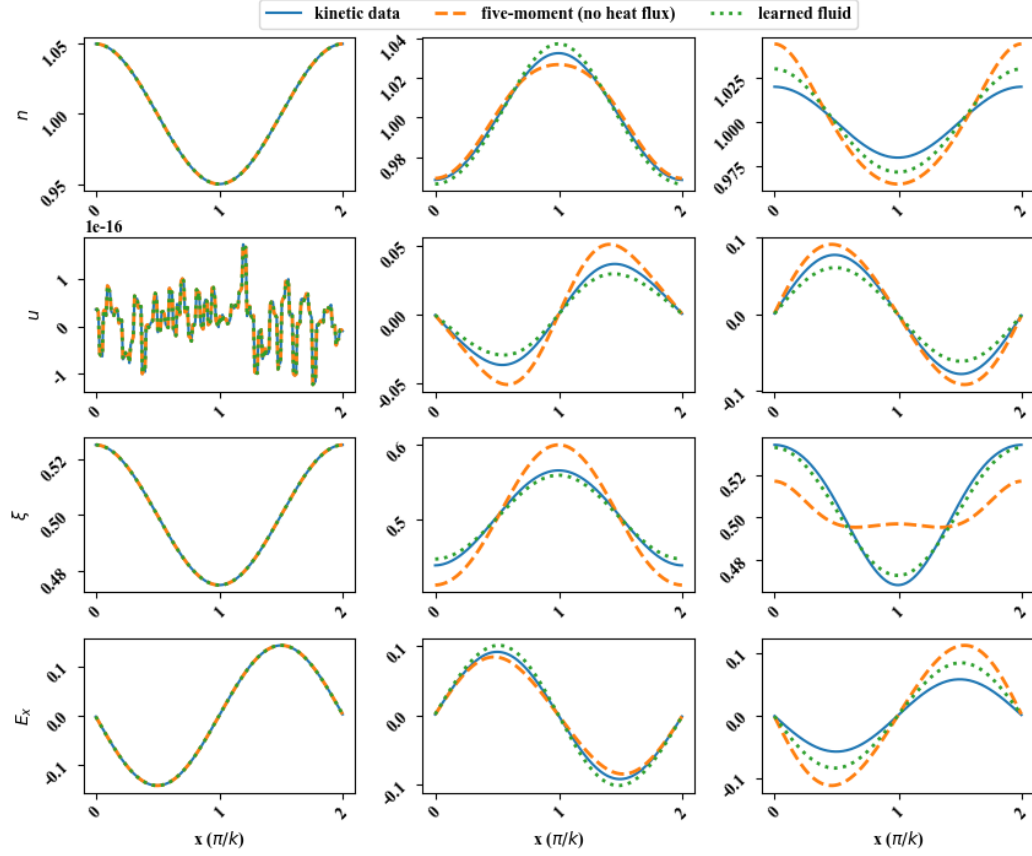 kinetic data five-moment (no heat flux) learned fluid
n
1.05
1.00
0.95
0 1 2
1.04
1.02
1.00
0.98
0 1 2
1.025
1.000
0.975
0 1 2
u
1e-16
1
0
-1
0 1 2
0.05
0.00
-0.05
0 1 2
0.1
0.0
-0.1
0 1 2
ξ
0.52
0.50
0.48
0 1 2
0.6
0.5
0 1 2
0.52
0.50
0.48
0 1 2
Eₓ
0.1
0.0
-0.1
0 1 2
x (π/k)
0.1
0.0
-0.1
0 1 2
x (π/k)
0.1
0.0
-0.1
0 1 2
x (π/k)